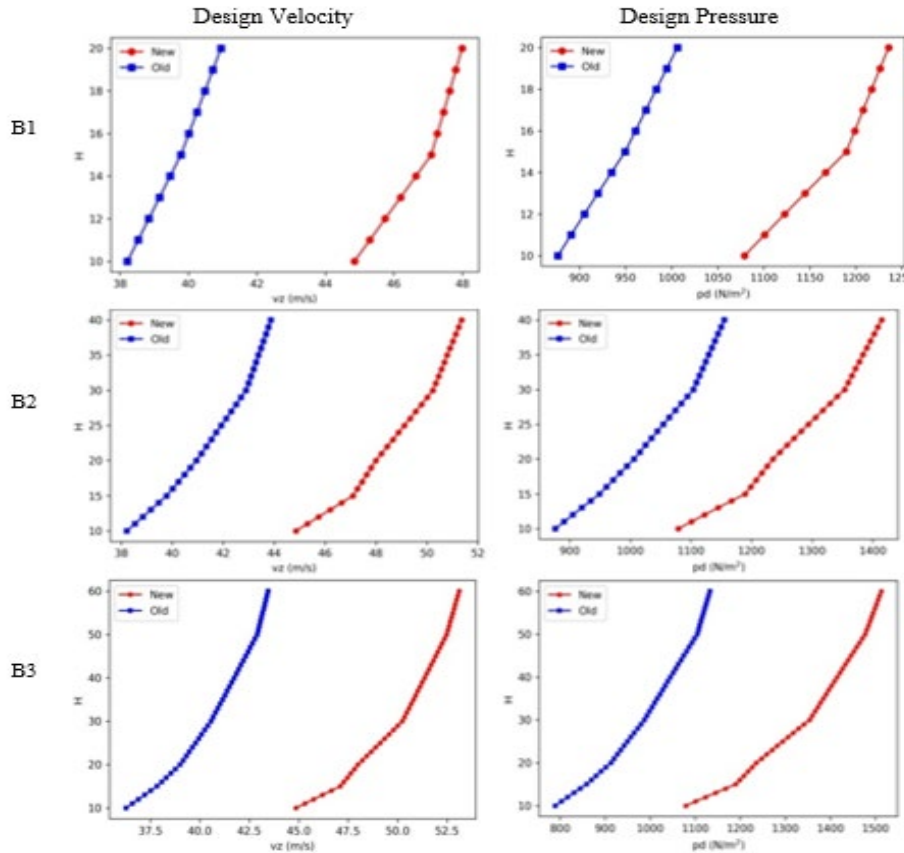 Design Velocity
Design Pressure
B1
New
Old
H
20
18
16
14
12
10
38
40
42
44
46
48
vz (m/s)
New
Old
H
20
18
16
14
12
10
900
950
1000
1050
1100
1150
1200
1250
pd (N/m²)
B2
New
Old
H
40
35
30
25
20
15
10
38
40
42
44
46
48
50
52
vz (m/s)
New
Old
H
40
35
30
25
20
15
10
900
1000
1100
1200
1300
1400
pd (N/m²)
B3
New
Old
H
60
50
40
30
20
10
37.5
40.0
42.5
45.0
47.5
50.0
52.5
vz (m/s)
New
Old
H
60
50
40
30
20
10
800
900
1000
1100
1200
1300
1400
1500
pd (N/m²)